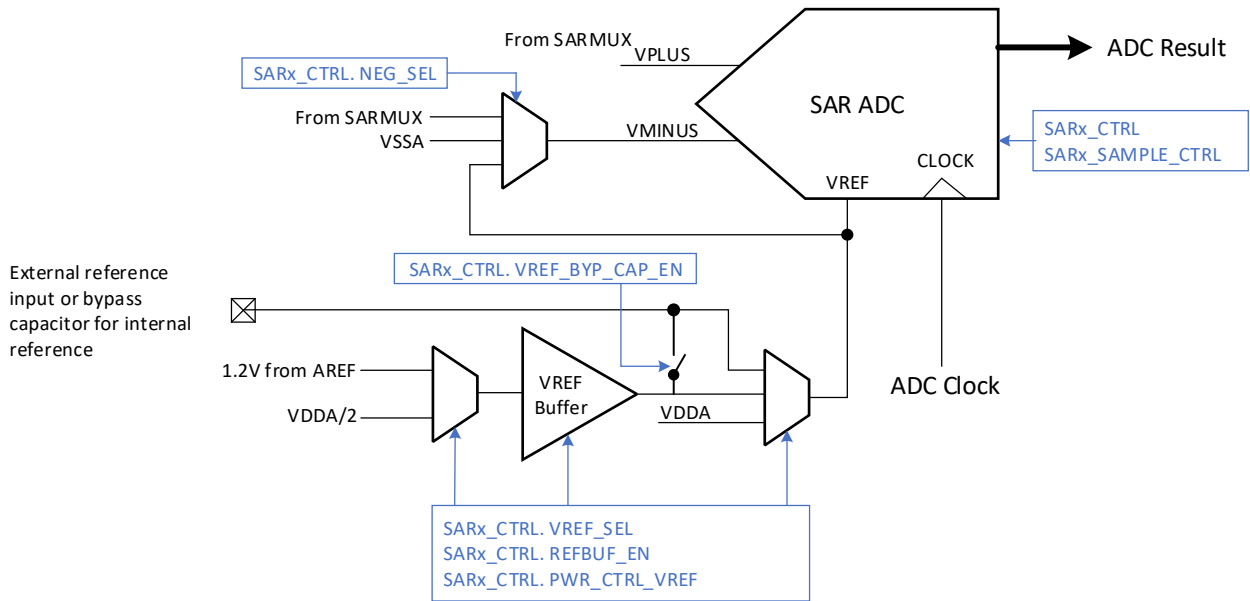 From SARMUX
VPLUS
ADC Result
SARx_CTRL. NEG_SEL
SAR ADC
From SARMUX
VSSA
VMINUS
SARx_CTRL
SARx_SAMPLE_CTRL
CLOCK
VREF
SARx_CTRL. VREF_BYP_CAP_EN
External reference
input or bypass
capacitor for internal
reference
1.2V from AREF
VREF
Buffer
ADC Clock
VDDA/2
VDDA
SARx_CTRL. VREF_SEL
SARx_CTRL. REFBUF_EN
SARx_CTRL. PWR_CTRL_VREF